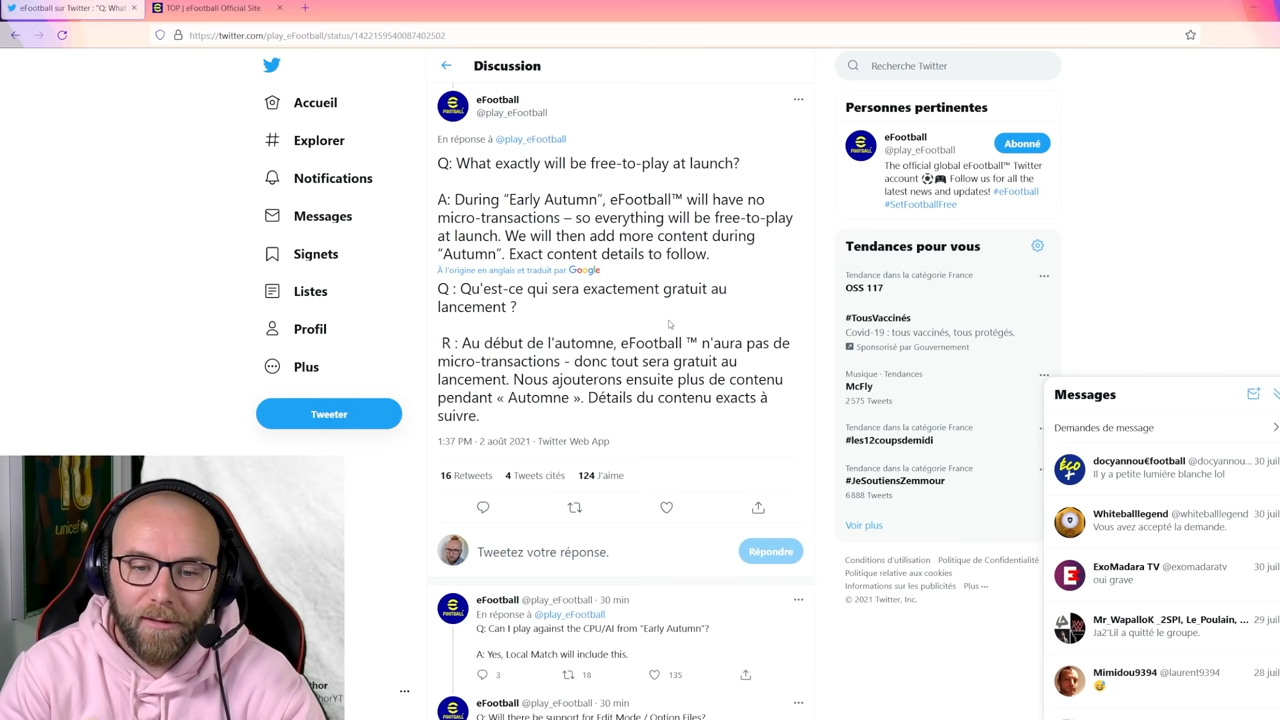 eFootball sur Twitter : "Q: What
TOP | eFootball Official Site
https://twitter.com/play_eFootball/status/1422159540087402502
Accueil
Explorer
Notifications
Messages
Signets
Listes
Profil
Plus
Tweeter
Discussion
eFootball
@play_eFootball
En réponse à @play_eFootball
Q: What exactly will be free-to-play at launch?
A: During “Early Autumn”, eFootball™ will have no
micro-transactions – so everything will be free-to-play
at launch. We will then add more content during
“Autumn”. Exact content details to follow.
À l'origine en anglais et traduit par Google
Q : Qu'est-ce qui sera exactement gratuit au
lancement ?
R : Au début de l'automne, eFootball ™ n'aura pas de
micro-transactions - donc tout sera gratuit au
lancement. Nous ajouterons ensuite plus de contenu
pendant « Automne ». Détails du contenu exacts à
suivre.
1:37 PM · 2 août 2021 · Twitter Web App
16 Retweets 4 Tweets cités 124 J'aime
Tweetez votre réponse.
Répondre
eFootball @play_eFootball · 30 min
En réponse à @play_eFootball
Q: Can I play against the CPU/AI from “Early Autumn”?
A: Yes, Local Match will include this.
3 18 135
eFootball @play_eFootball · 30 min
Q: Will there be support for Edit Mode / Option Files?
Recherche Twitter
Personnes pertinentes
eFootball
@play_eFootball
Abonné
The official global eFootball™ Twitter
account Follow us for all the
latest news and updates! #eFootball
#SetFootballFree
Tendances pour vous
Tendance dans la catégorie France
OSS 117
#TousVaccinés
Covid-19 : tous vaccinés, tous protégés.
Sponsorisé par Gouvernement
Musique · Tendances
McFly
2 575 Tweets
Tendance dans la catégorie France
#les12coupsdemidi
Tendance dans la catégorie France
#JeSoutiensZemmour
6 888 Tweets
Voir plus
Conditions d'utilisation Politique de Confidentialité
Politique relative aux cookies
Informations sur les publicités Plus
© 2021 Twitter, Inc.
Messages
Demandes de message
docyannou€football @docyannou... 30 juil
Il y a petite lumière blanche lol
Whiteballlegend @whiteballlegend 30 juil
Vous avez accepté la demande.
ExoMadara TV @exomadaratv 30 juil
oui grave
Mr_WapalloK _2SPI, Le_Poulain, ... 29 juil
Ja2'Lil a quitté le groupe.
Mimidou9394 @laurent9394 28 juil
10
unicef